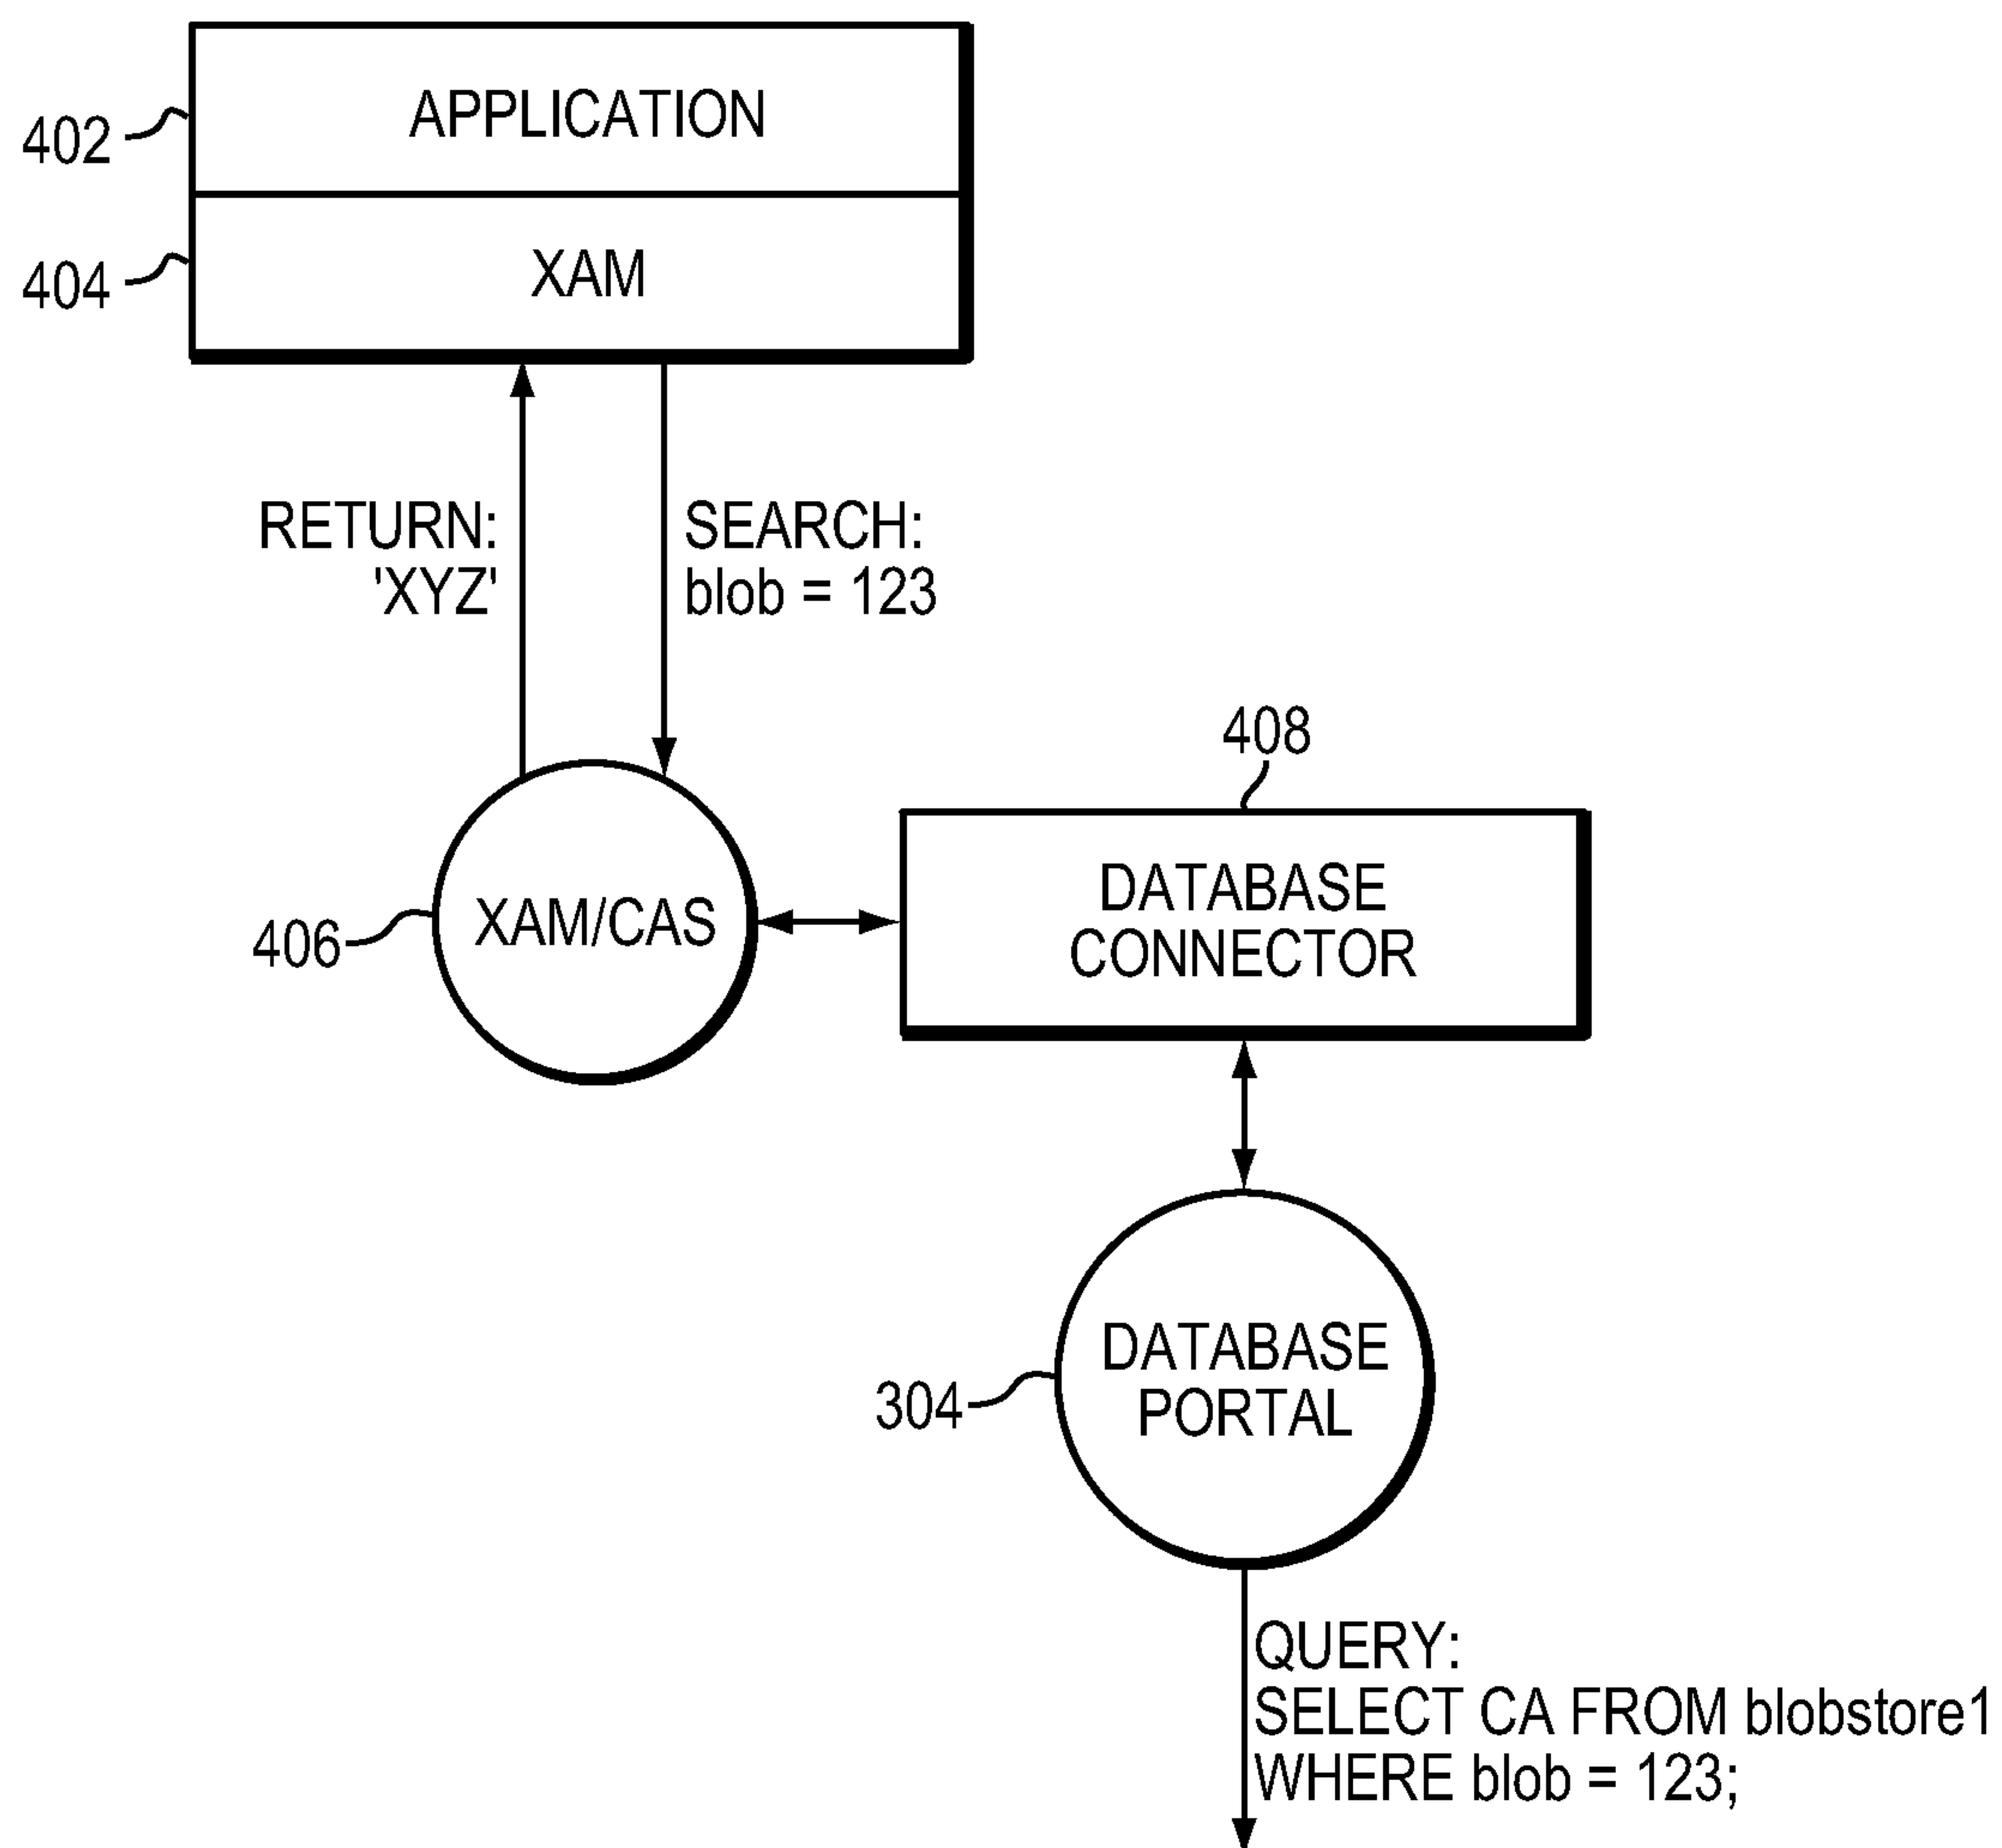 402
APPLICATION
404
XAM
RETURN:
'XYZ'
SEARCH:
blob = 123
408
DATABASE
CONNECTOR
406
XAM/CAS
304
DATABASE
PORTAL
QUERY:
SELECT CA FROM blobstore1
WHERE blob = 123;